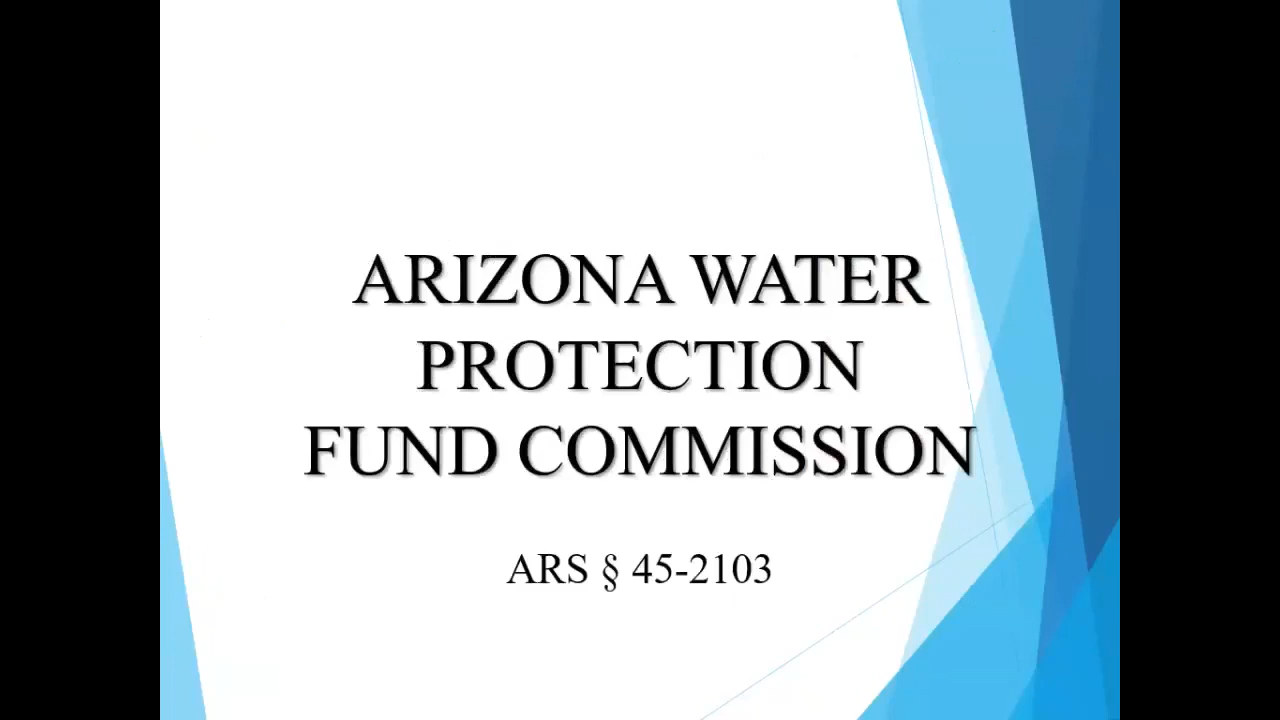 ARIZONA WATER
PROTECTION
FUND COMMISSION
ARS § 45-2103